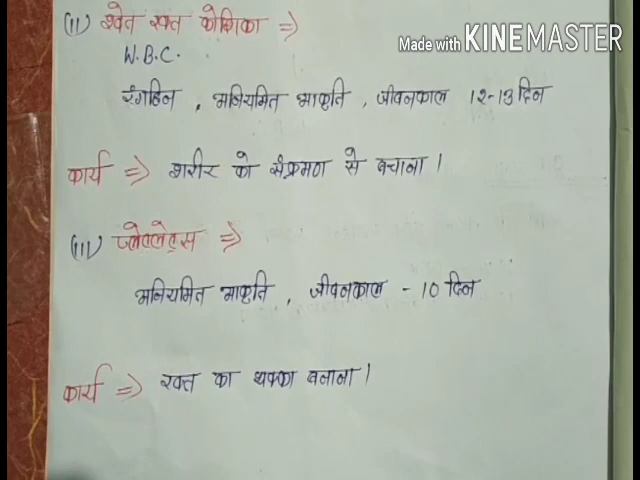 (ii) श्वेत रक्त कोशिका ⇒
Made with KINEMASTER
W.B.C.
रंगहिन , अनियमित आकृति , जीवनकाल 12-13 दिन
कार्य ⇒ शरीर को संक्रमण से बचाना।
(iii) प्लेटलेट्स ⇒
अनियमित आकृति , जीवनकाल - 10 दिन
कार्य ⇒ रक्त का थक्का बनाना।